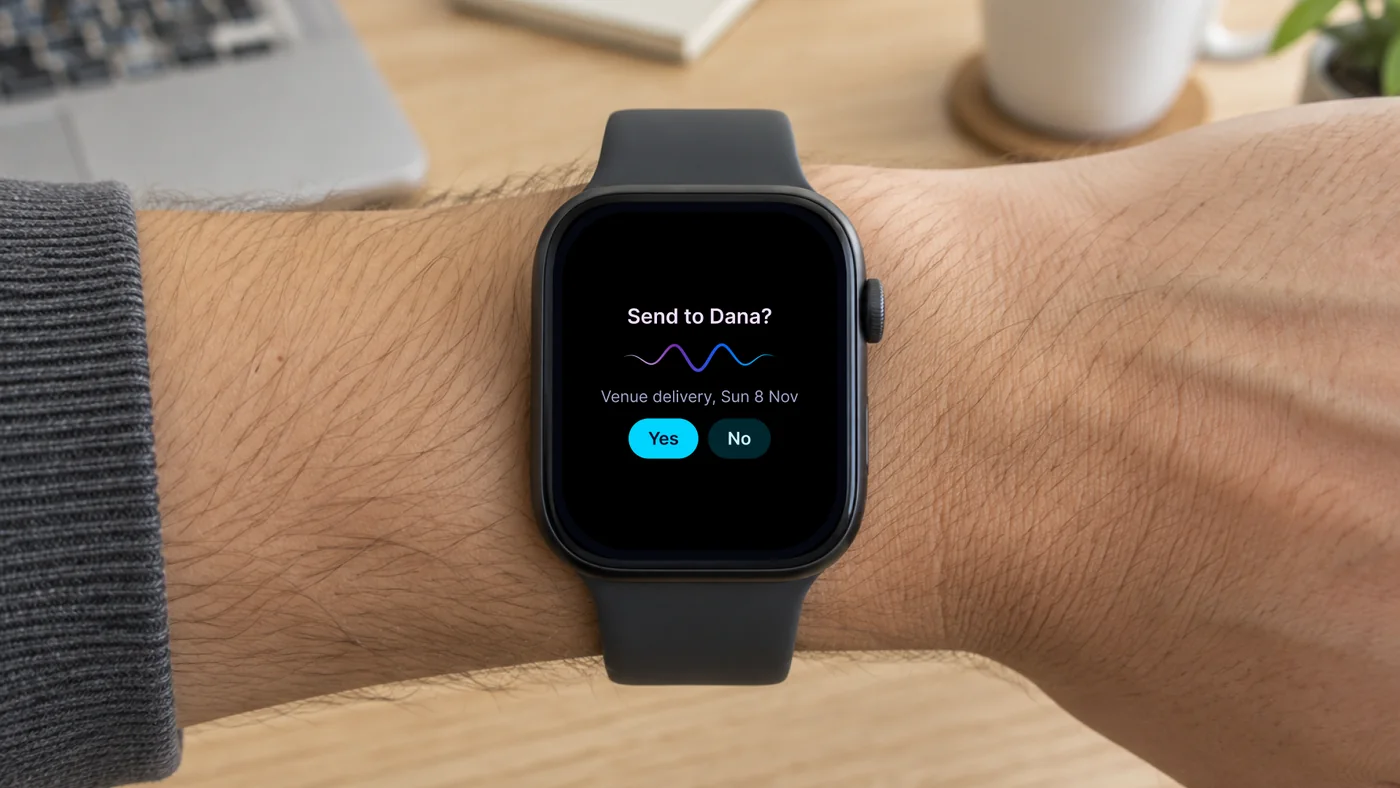 Send to Dana?
Venue delivery, Sun 8 Nov
Yes No